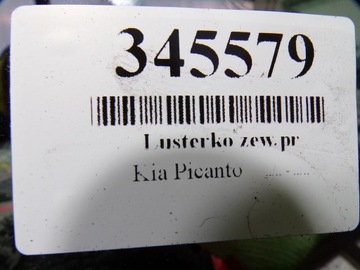 345579
Lusterko zew.pr
Kia Picanto